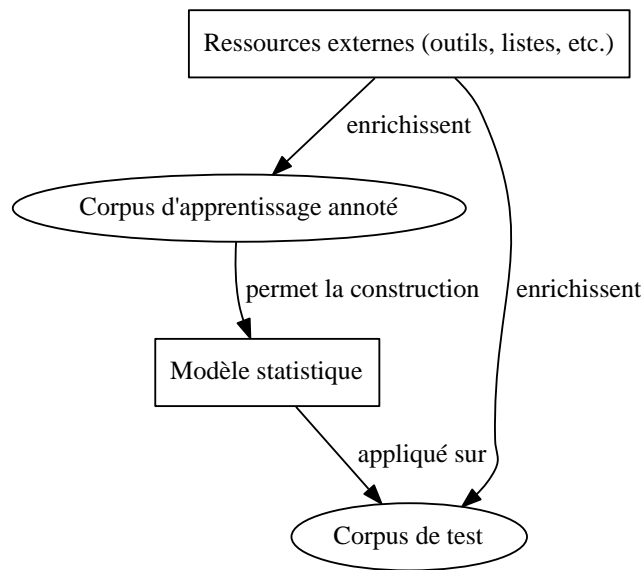 Ressources externes (outils, listes, etc.)
enrichissent
Corpus d'apprentissage annoté
permet la construction
enrichissent
Modèle statistique
appliqué sur
Corpus de test